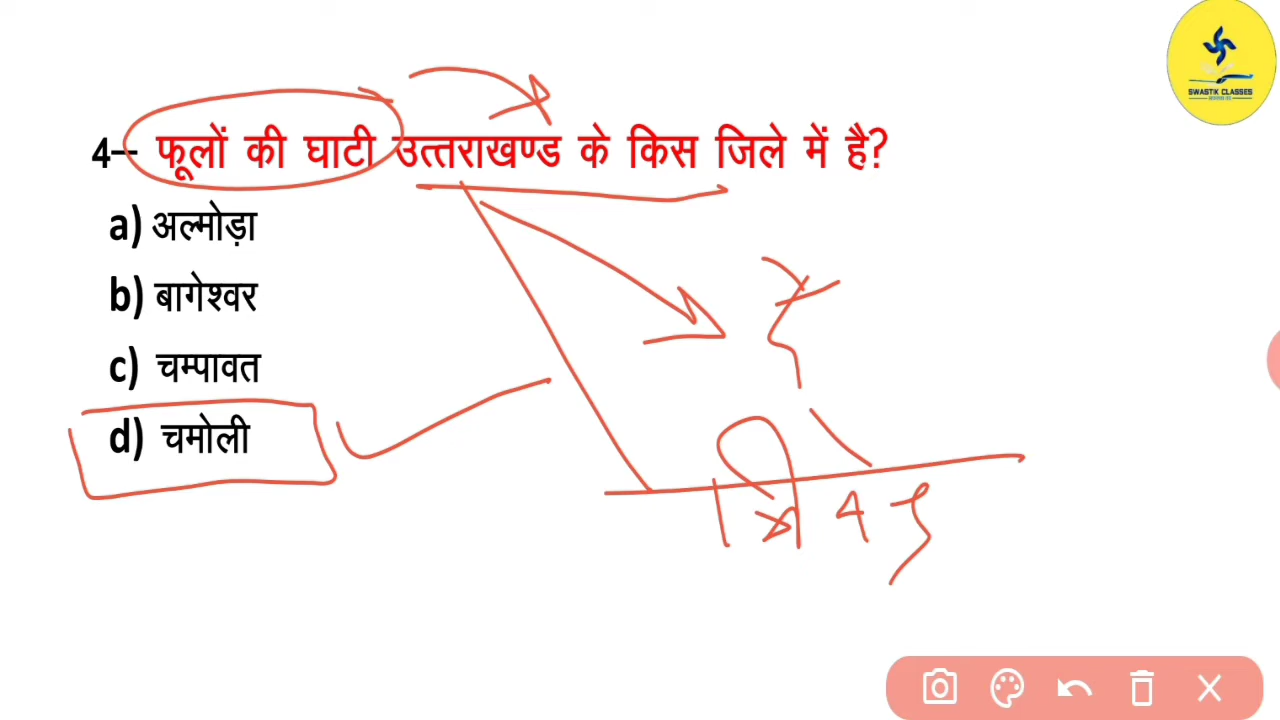 SWASTIK CLASSES
4– फूलों की घाटी उत्तराखण्ड के किस जिले में है?
a) अल्मोड़ा
b) बागेश्वर
c) चम्पावत
d) चमोली